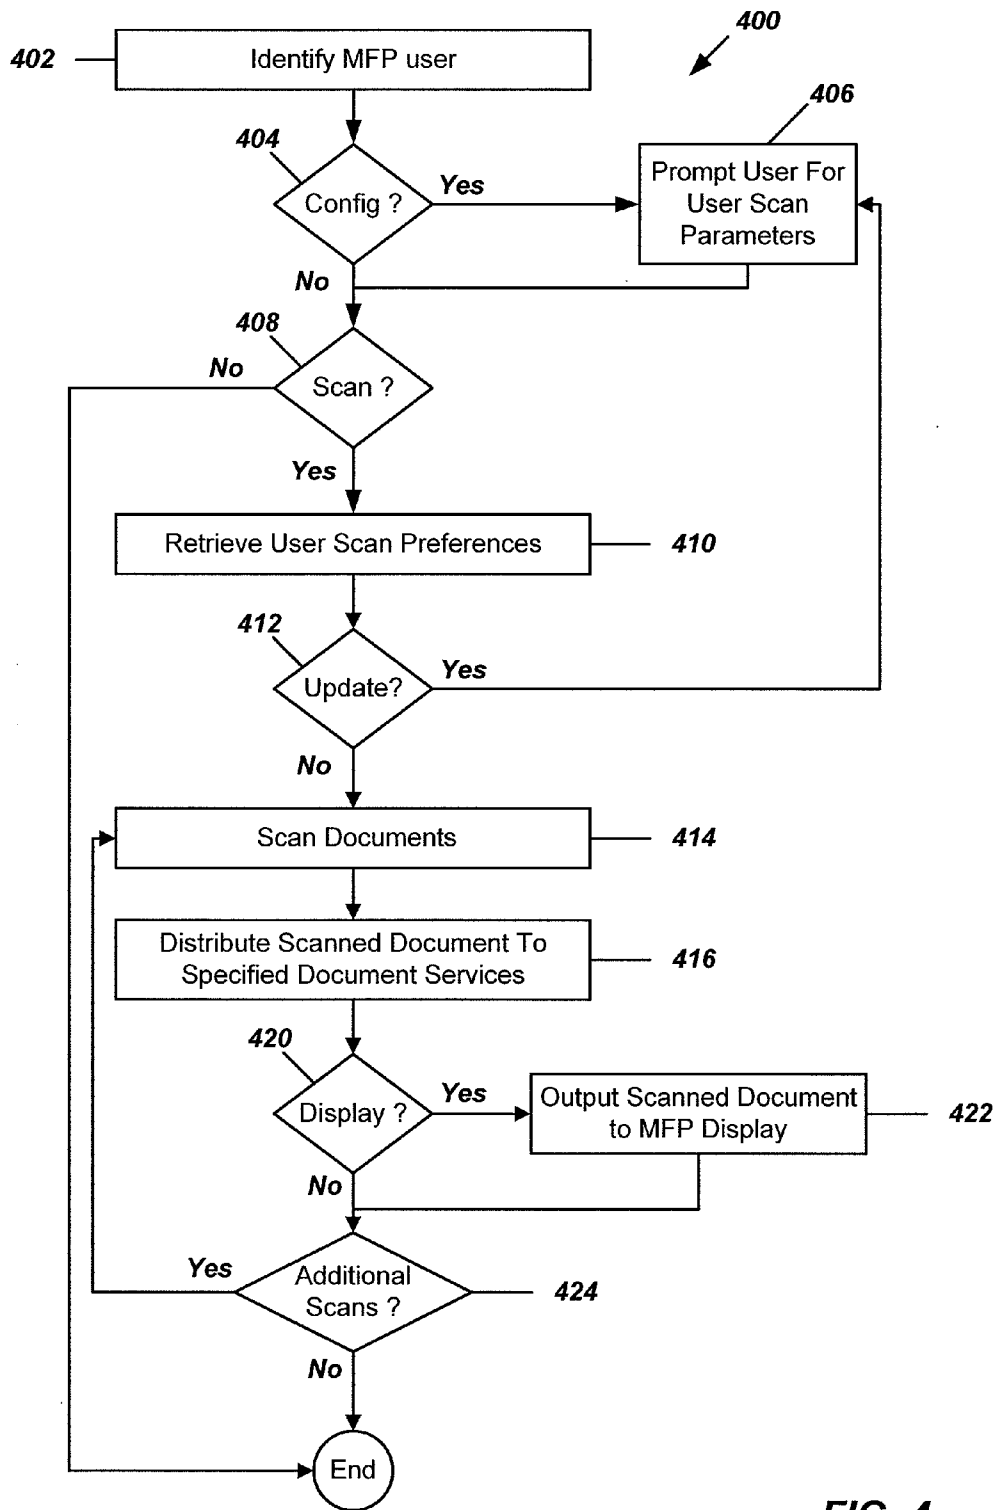 400
402
Identify MFP user
404
406
Config ?
Yes
Prompt User For
User Scan
Parameters
No
408
No
Scan ?
Yes
Retrieve User Scan Preferences
410
412
Update?
Yes
No
Scan Documents
414
Distribute Scanned Document To
Specified Document Services
416
420
Display ?
Yes
Output Scanned Document
to MFP Display
422
No
Yes
Additional
Scans ?
424
No
End
FIG. 4